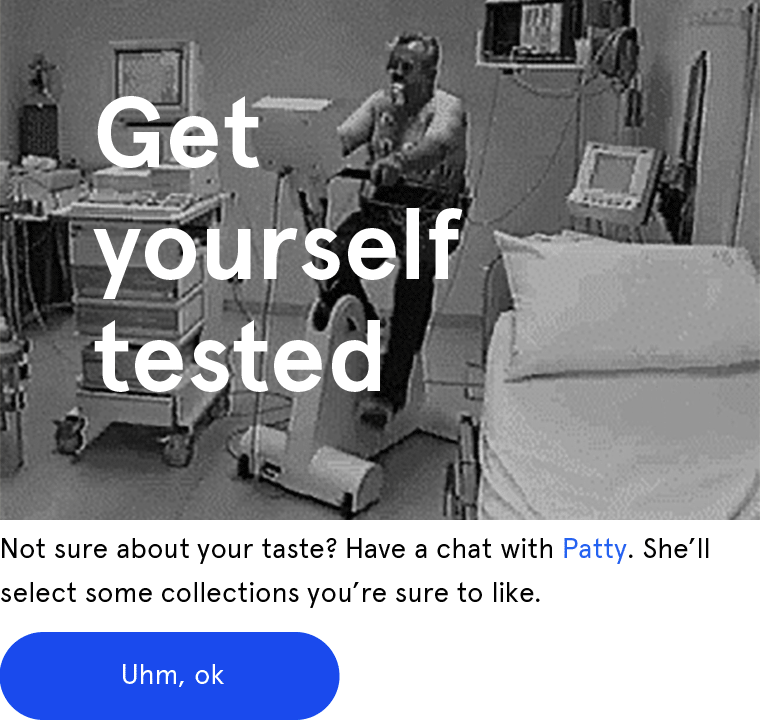 Get
yourself
tested
Not sure about your taste? Have a chat with Patty. She’ll
select some collections you’re sure to like.
Uhm, ok